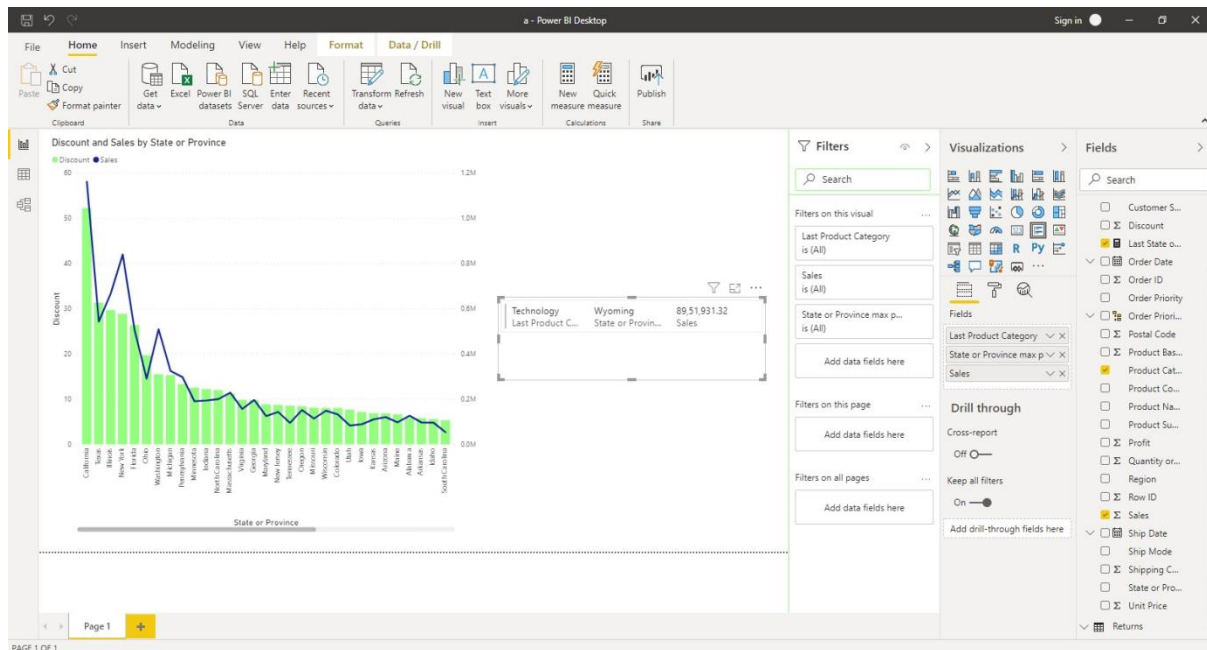 a - Power BI Desktop
Sign in
File Home Insert Modeling View Help Format Data / Drill
Paste
Cut
Copy
Format painter
Get data
Excel
Power BI datasets
SQL Server
Enter data
Recent sources
Transform data
Refresh
New visual
Text box
More visuals
New measure
Quick measure
Publish
Clipboard Data Queries Insert Calculations Share
Discount and Sales by State or Province
Discount Sales
60
50
40
30
20
10
0
Discount
1.2M
1.0M
0.8M
0.6M
0.4M
0.2M
0.0M
California
Texas
Illinois
New York
Florida
Ohio
Washington
Michigan
Pennsylvania
Minnesota
Indiana
North Carolina
Massachusetts
Virginia
Georgia
Maryland
New Jersey
Tennessee
Oregon
Missouri
Wisconsin
Colorado
Utah
Iowa
Kansas
Arizona
Maine
Alabama
Arkansas
Idaho
South Carolina
State or Province
Technology Wyoming 89,51,931.32
Last Product C... State or Provin... Sales
Filters
Search
Filters on this visual ...
Last Product Category
is (All)
Sales
is (All)
State or Province max p...
is (All)
Add data fields here
Filters on this page ...
Add data fields here
Filters on all pages ...
Add data fields here
Visualizations
R Py
...
Fields
Last Product Category
State or Province max p
Sales
Drill through
Cross-report
Off
Keep all filters
On
Add drill-through fields here
Fields
Search
Customer S...
Σ Discount
Last State o...
Order Date
Σ Order ID
Order Priority
Order Priori...
Σ Postal Code
Σ Product Bas...
Product Cat...
Product Co...
Product Na...
Product Su...
Σ Profit
Σ Quantity or...
Region
Σ Row ID
Σ Sales
Ship Date
Ship Mode
Σ Shipping C...
State or Pro...
Σ Unit Price
Returns
Page 1
PAGE 1 OF 1